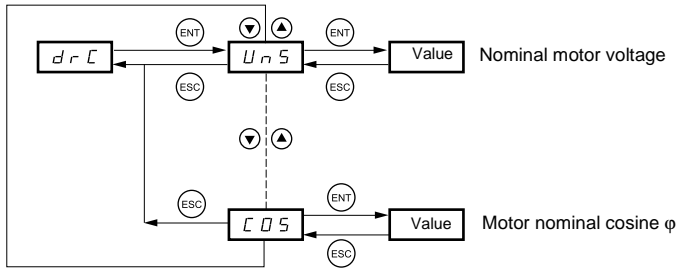 ENT
ENT
drC
UnS
Value
Nominal motor voltage
ESC
ESC
ESC
ENT
COS
Value
Motor nominal cosine φ
ESC